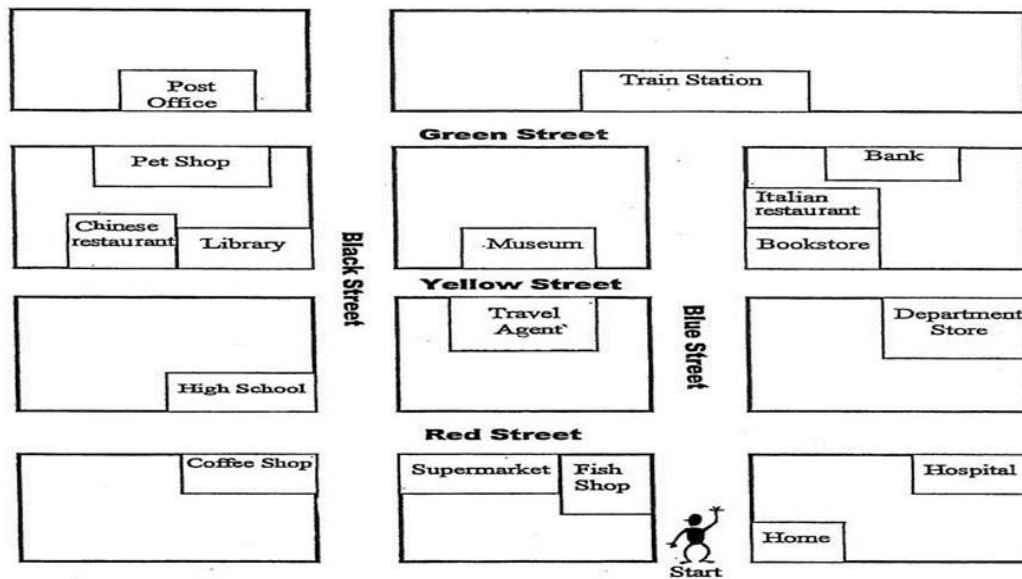 Post
Office
Train Station
Green Street
Pet Shop
Bank
Chinese
restaurant
Library
Black Street
Museum
Italian
restaurant
Bookstore
Yellow Street
Travel
Agent`
Blue Street
Department
Store
High School
Red Street
Coffee Shop
Supermarket
Fish
Shop
Hospital
Home
Start